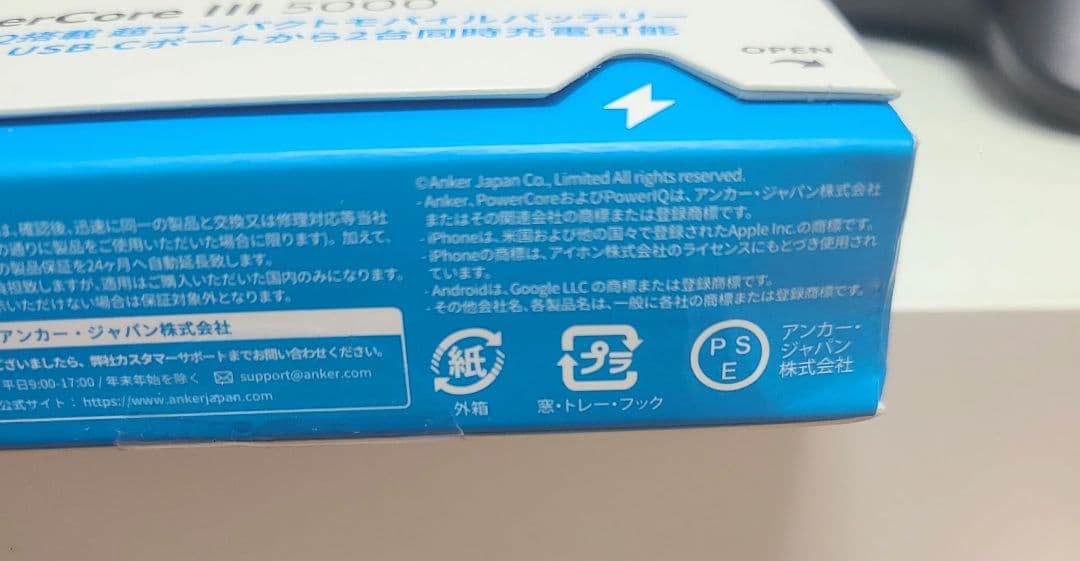 erCore III 5000
Q搭載 超コンパクトモバイルバッテリー
USB-Cポートから2台同時充電可能
OPEN
は、確認後、迅速に同一の製品と交換又は修理対応等当社
の通りに製品をご使用いただいた場合に限ります)。加えて、
の製品保証を24ヶ月へ自動延長致します。
負担致しますが、適用はご購入いただいた国内のみになります。
いただけない場合は保証対象外となります。
アンカー・ジャパン株式会社
ございましたら、弊社カスタマーサポートまでお問い合わせください。
平日9:00-17:00 / 年末年始を除く support@anker.com
公式サイト : https://www.ankerjapan.com
©Anker Japan Co., Limited All rights reserved.
- Anker、PowerCoreおよびPowerIQは、アンカー・ジャパン株式会社
またはその関連会社の商標または登録商標です。
- iPhoneは、米国および他の国々で登録されたApple Inc.の商標です。
- iPhoneの商標は、アイホン株式会社のライセンスにもとづき使用され
ています。
- Androidは、Google LLC の商標または登録商標です。
- その他会社名、各製品名は、一般に各社の商標または登録商標です。
紙
外箱
プラ
窓・トレー・フック
P S
E
アンカー・
ジャパン
株式会社